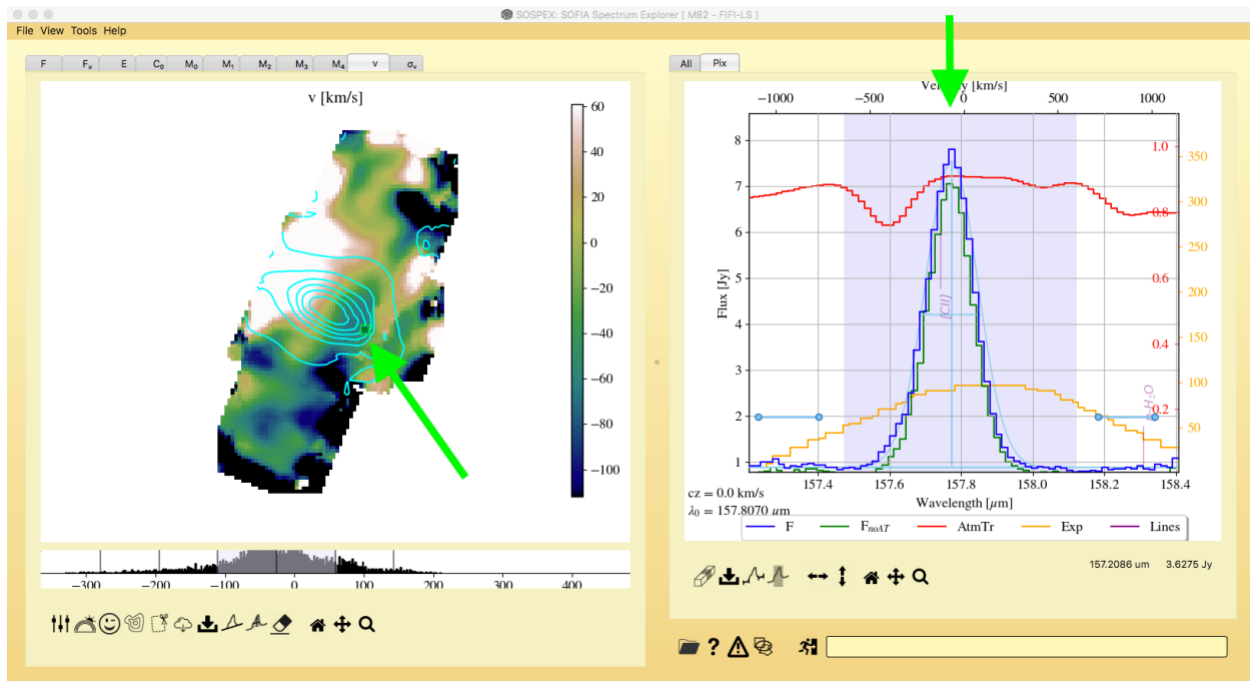 SOSPEX: SOFIA Spectrum Explorer [ M82 - FIFI-LS ]
File View Tools Help
F Fᵤ E C₀ M₀ M₁ M₂ M₃ M₄ v σᵥ
All Pix
v [km/s]
60
40
20
0
−20
−40
−60
−80
−100
−300 −200 −100 0 100 200 300 400
[km/s]
−1000 −500 0 500 1000
Flux [Jy]
8
7
6
5
4
3
2
1
1.0
0.8
0.6
0.4
0.2
350
300
250
200
150
100
50
[CII]
H₂O
157.4 157.6 157.8 158.0 158.2 158.4
Wavelength [μm]
cz = 0.0 km/s
λ₀ = 157.8070 μm
F FnoAT AtmTr Exp Lines
157.2086 um 3.6275 Jy